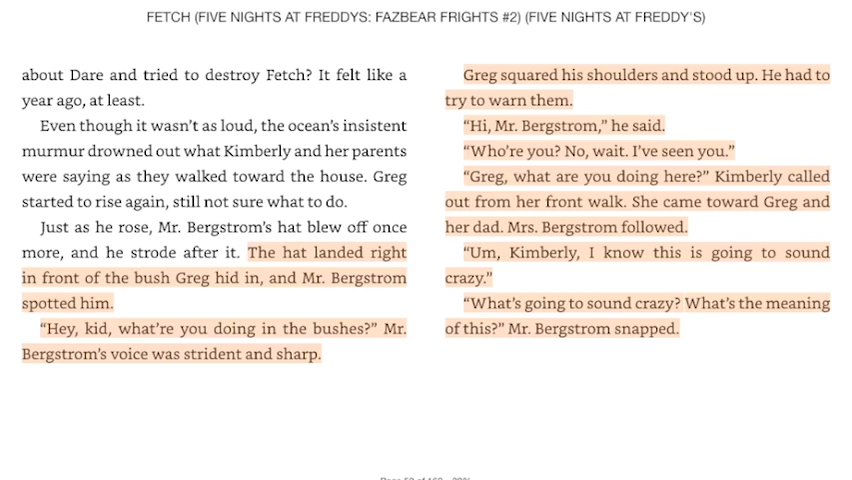 FETCH (FIVE NIGHTS AT FREDDYS: FAZBEAR FRIGHTS #2) (FIVE NIGHTS AT FREDDY'S)
about Dare and tried to destroy Fetch? It felt like a
year ago, at least.
Even though it wasn’t as loud, the ocean’s insistent
murmur drowned out what Kimberly and her parents
were saying as they walked toward the house. Greg
started to rise again, still not sure what to do.
Just as he rose, Mr. Bergstrom’s hat blew off once
more, and he strode after it. The hat landed right
in front of the bush Greg hid in, and Mr. Bergstrom
spotted him.
“Hey, kid, what’re you doing in the bushes?” Mr.
Bergstrom’s voice was strident and sharp.
Greg squared his shoulders and stood up. He had to
try to warn them.
“Hi, Mr. Bergstrom,” he said.
“Who’re you? No, wait. I’ve seen you.”
“Greg, what are you doing here?” Kimberly called
out from her front walk. She came toward Greg and
her dad. Mrs. Bergstrom followed.
“Um, Kimberly, I know this is going to sound
crazy.”
“What’s going to sound crazy? What’s the meaning
of this?” Mr. Bergstrom snapped.